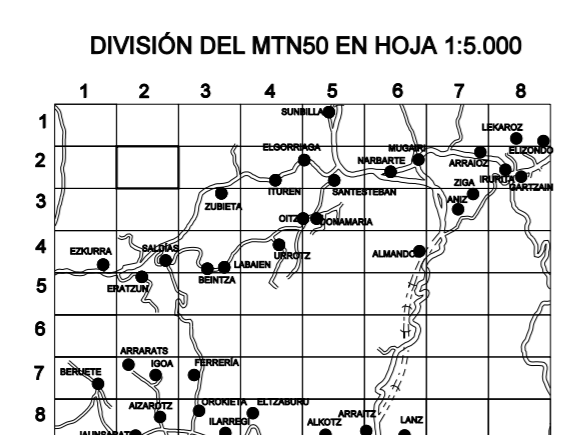 DIVISIÓN DEL MTN50 EN HOJA 1:5.000
1 2 3 4 5 6 7 8
1
SUNBILLA
LEKAROZ
2
ELGORRIAGA
MUGAIRI
ELIZONDO
NARBARTE
ARRAIOZ
IRURITA
ITUREN
SANTESTEBAN
ZIGA
GARTZAIN
3
ZUBIETA
ANIZ
OITZ
DONAMARIA
4
EZKURRA
SALDÍAS
URROTZ
ALMANDOZ
LABAIEN
BEINTZA
5
ERATZUN
6
ARRARATS
7
BERUETE
IGOA
FERRERÍA
AIZAROTZ
OROKIETA
ELTZABURU
8
ILARREGI
ALKOTZ
ARRAITZ
LANZ